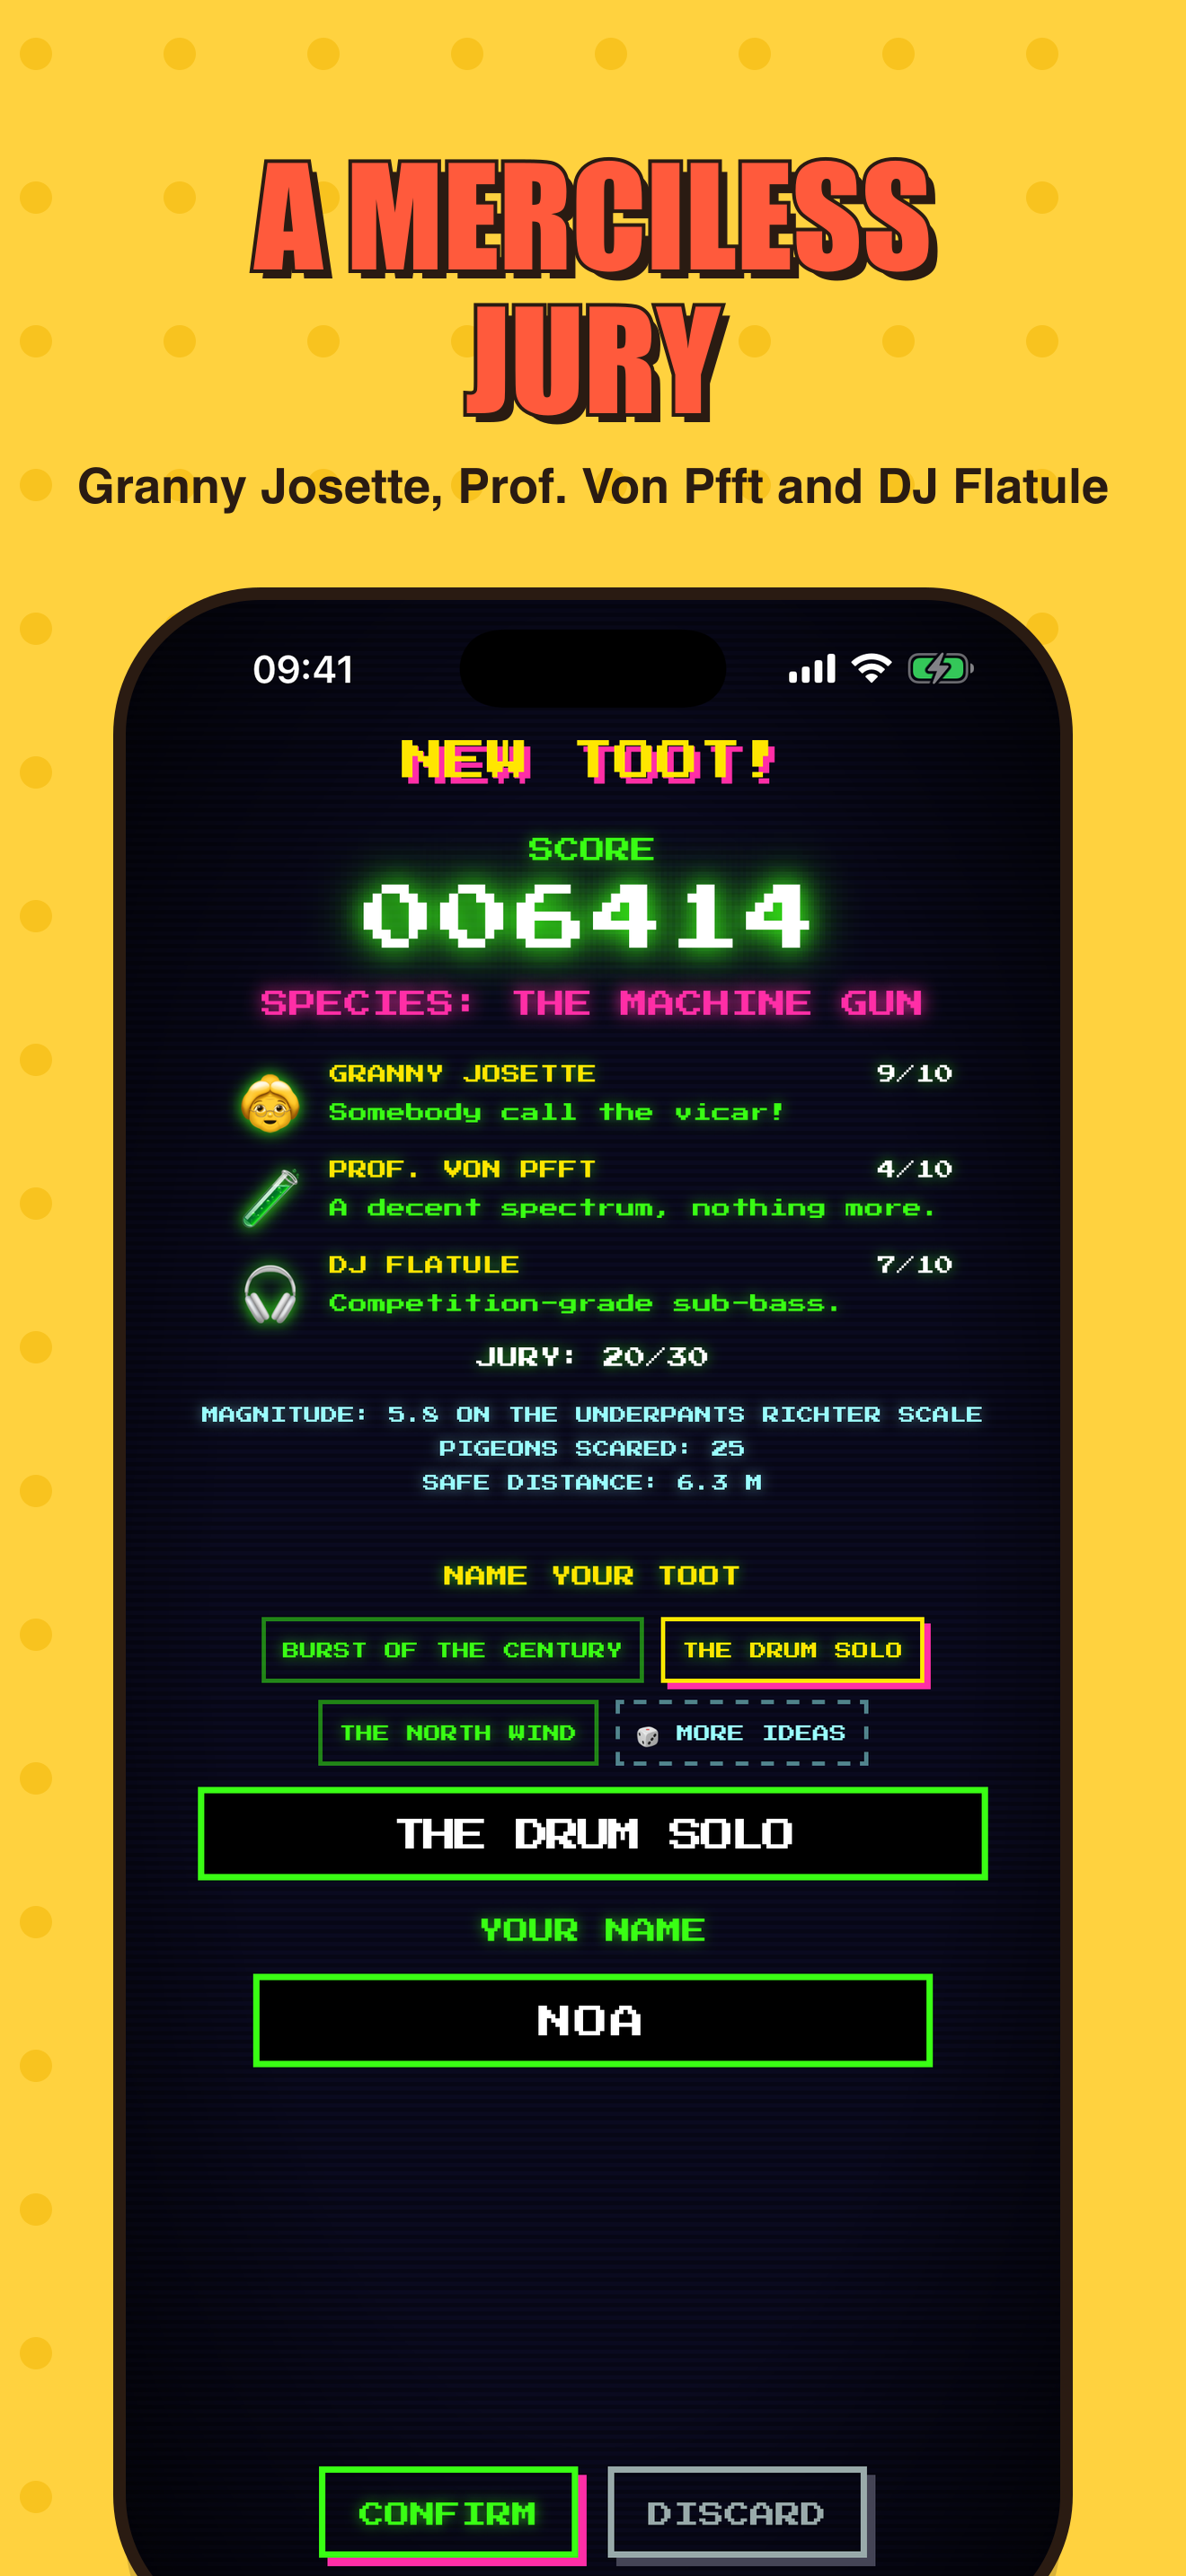 A MERCILESS
JURY
Granny Josette, Prof. Von Pfft and DJ Flatule
09:41
NEW TOOT!
SCORE
006414
SPECIES: THE MACHINE GUN
GRANNY JOSETTE 9/10
Somebody call the vicar!
PROF. VON PFFT 4/10
A decent spectrum, nothing more.
DJ FLATULE 7/10
Competition-grade sub-bass.
JURY: 20/30
MAGNITUDE: 5.8 ON THE UNDERPANTS RICHTER SCALE
PIGEONS SCARED: 25
SAFE DISTANCE: 6.3 M
NAME YOUR TOOT
BURST OF THE CENTURY THE DRUM SOLO
THE NORTH WIND MORE IDEAS
THE DRUM SOLO
YOUR NAME
NOA
CONFIRM DISCARD